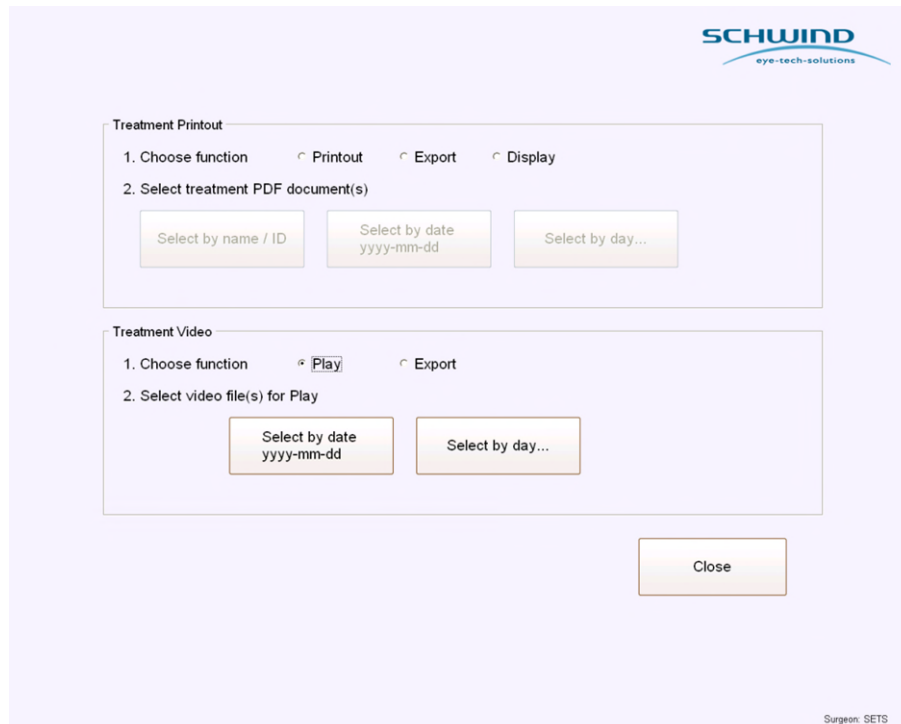 SCHWIND
eye-tech-solutions
Treatment Printout
1. Choose function Printout Export Display
2. Select treatment PDF document(s)
Select by name / ID
Select by date
yyyy-mm-dd
Select by day...
Treatment Video
1. Choose function Play Export
2. Select video file(s) for Play
Select by date
yyyy-mm-dd
Select by day...
Close
Surgeon: SETS